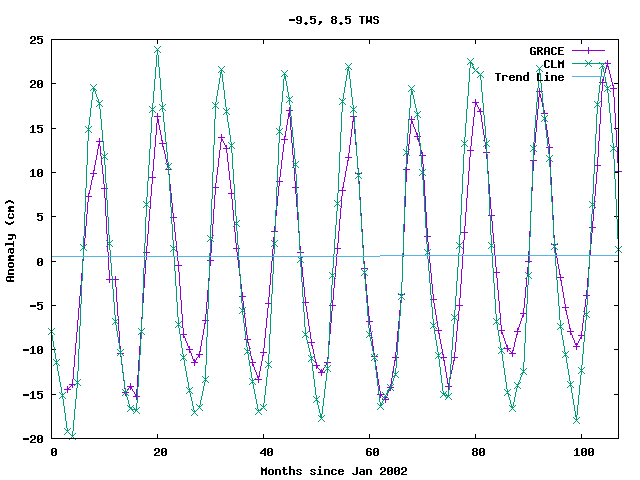 -9.5, 8.5 TWS
GRACE
CLM
Trend Line
25
20
15
10
5
0
-5
-10
-15
-20
Anomaly (cm)
0 20 40 60 80 100
Months since Jan 2002